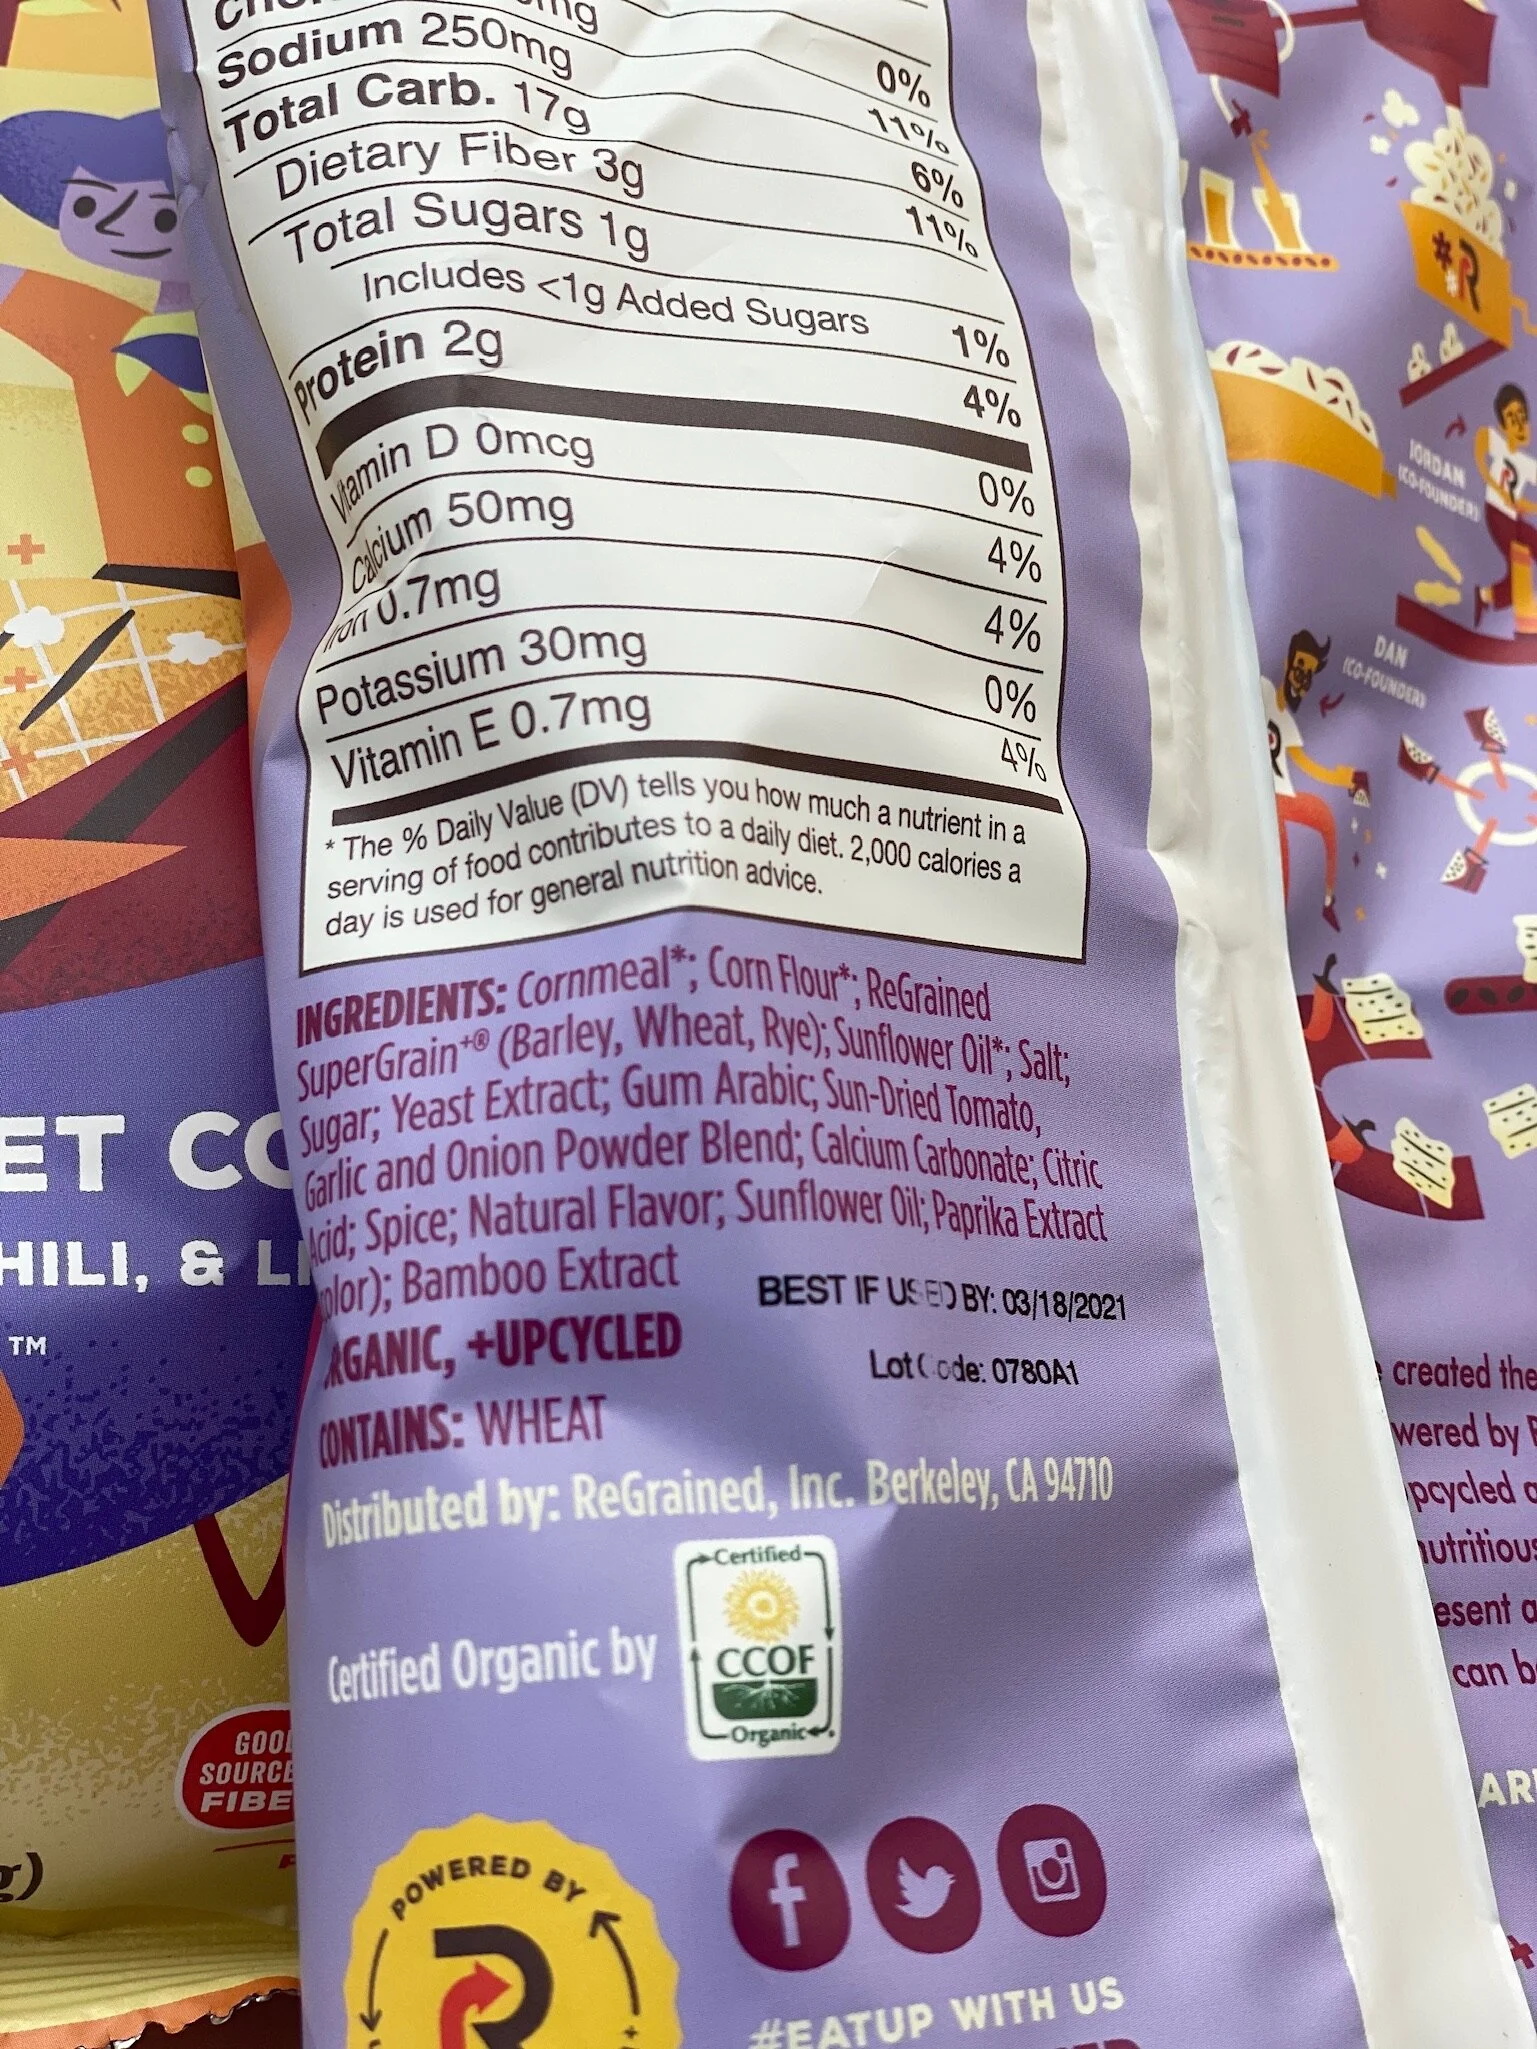 Sodium 250mg 0%
Total Carb. 17g 11%
Dietary Fiber 3g 6%
Total Sugars 1g 11%
Includes <1g Added Sugars 1%
Protein 2g 4%
Vitamin D 0mcg 0%
Calcium 50mg 4%
Iron 0.7mg 4%
Potassium 30mg 0%
Vitamin E 0.7mg 4%
* The % Daily Value (DV) tells you how much a nutrient in a
serving of food contributes to a daily diet. 2,000 calories a
day is used for general nutrition advice.
INGREDIENTS: Cornmeal*; Corn Flour*; ReGrained
SuperGrain+® (Barley, Wheat, Rye); Sunflower Oil*; Salt;
Sugar; Yeast Extract; Gum Arabic; Sun-Dried Tomato,
Garlic and Onion Powder Blend; Calcium Carbonate; Citric
Acid; Spice; Natural Flavor; Sunflower Oil; Paprika Extract
color); Bamboo Extract
RGANIC, +UPCYCLED
CONTAINS: WHEAT
BEST IF USED BY: 03/18/2021
Lot Code: 0780A1
Distributed by: ReGrained, Inc. Berkeley, CA 94710
Certified Organic by
Certified
CCOF
Organic
POWERED BY
R
#EATUP WITH US
ET CO
HILI, & LI
TM
GOOD
SOURCE
FIBE
g)
#R
JORDAN
(CO-FOUNDER)
DAN
(CO-FOUNDER)
created the
wered by
pcycled
nutritious
esent a
can b
AR